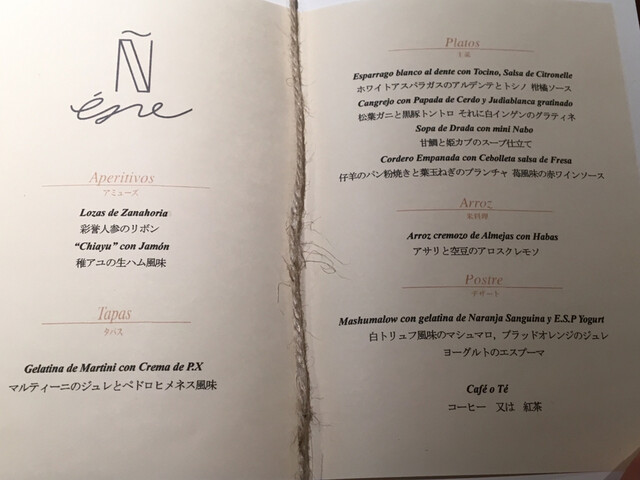 Ñ
éñe
Aperitivos
アミューズ
Lozas de Zanahoria
彩誉人参のリボン
“Chiayu” con Jamón
稚アユの生ハム風味
Tapas
タパス
Gelatina de Martini con Crema de P.X
マルティーニのジュレとペドロヒメネス風味
Platos
主菜
Esparrago blanco al dente con Tocino, Salsa de Citronelle
ホワイトアスパラガスのアルデンテとトシノ 柑橘ソース
Cangrejo con Papada de Cerdo y Judiablanca gratinado
松葉ガニと黒豚トントロ それに白インゲンのグラティネ
Sopa de Drada con mini Nabo
甘鯛と姫カブのスープ仕立て
Cordero Empanada con Cebolleta salsa de Fresa
仔羊のパン粉焼きと葉玉ねぎのプランチャ 苺風味の赤ワインソース
Arroz
米料理
Arroz cremozo de Almejas con Habas
アサリと空豆のアロスクレモソ
Postre
デザート
Mashumalow con gelatina de Naranja Sanguina y E.S.P Yogurt
白トリュフ風味のマシュマロ, ブラッドオレンジのジュレ
ヨーグルトのエスプーマ
Café o Té
コーヒー 又は 紅茶